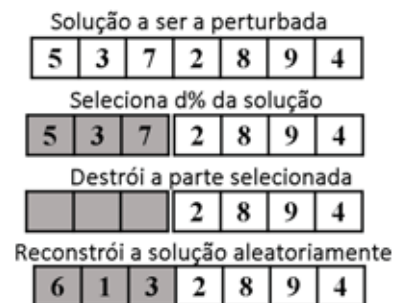 Solução a ser a perturbada
5 3 7 2 8 9 4
Seleciona d% da solução
5 3 7 2 8 9 4
Destrói a parte selecionada
2 8 9 4
Reconstrói a solução aleatoriamente
6 1 3 2 8 9 4